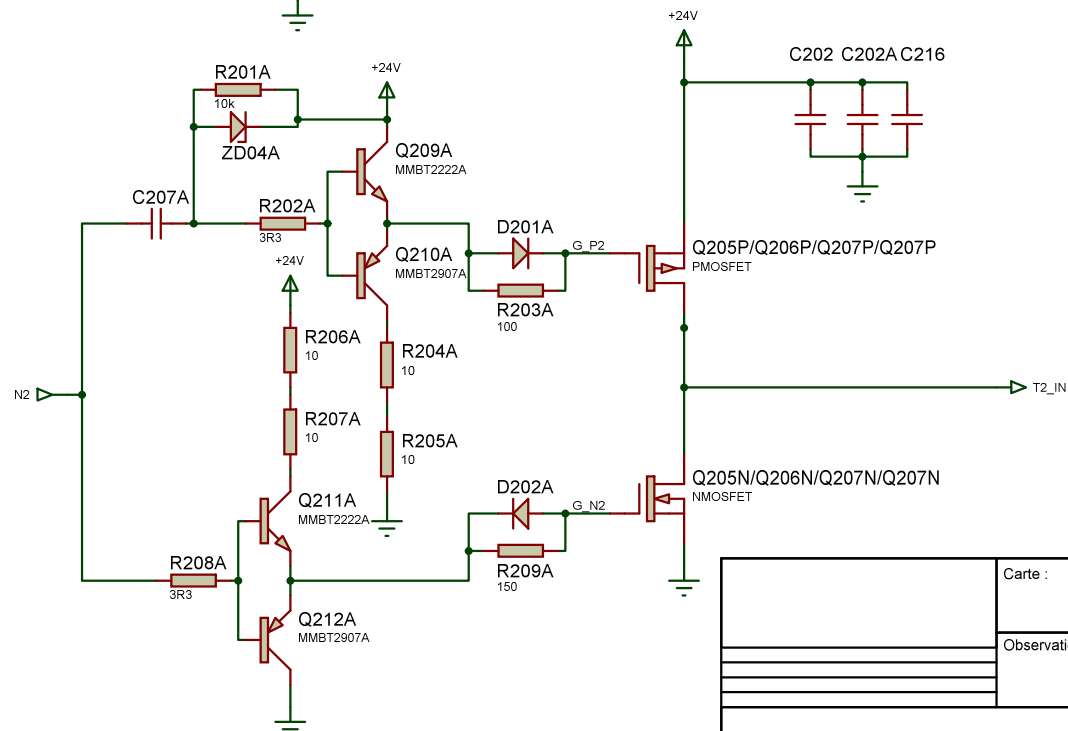 +24V
C202 C202A C216
R201A
10k
+24V
ZD04A
Q209A
MMBT2222A
C207A
R202A
3R3
D201A
G_P2
Q205P/Q206P/Q207P/Q207P
PMOSFET
Q210A
MMBT2907A
+24V
R203A
100
R206A
10
R204A
10
N2
T2_IN
R207A
10
R205A
10
Q211A
MMBT2222A
D202A
G_N2
Q205N/Q206N/Q207N/Q207N
NMOSFET
R208A
3R3
R209A
150
Carte :
Q212A
MMBT2907A
Observati